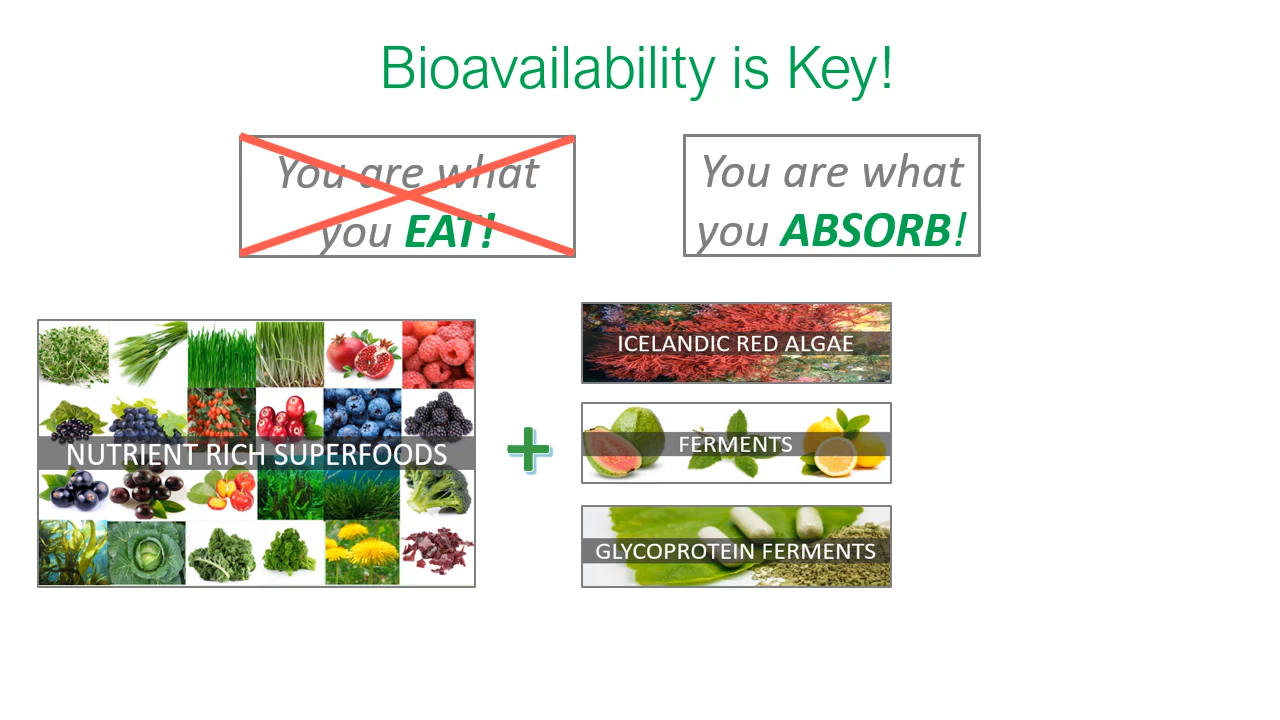 Bioavailability is Key!
You are what
you EAT!
You are what
you ABSORB!
NUTRIENT RICH SUPERFOODS
ICELANDIC RED ALGAE
FERMENTS
GLYCOPROTEIN FERMENTS